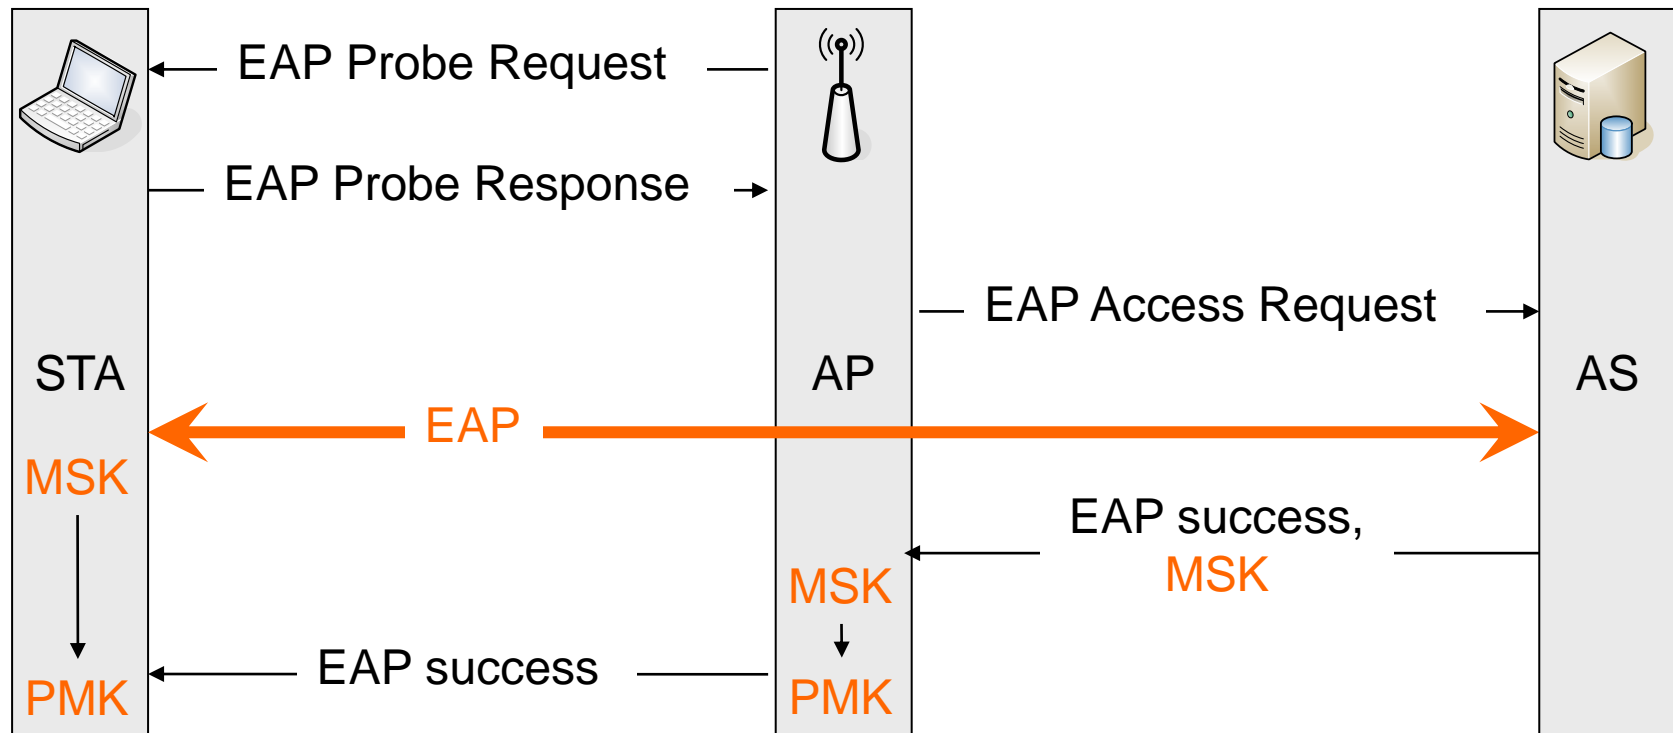 EAP Probe Request
EAP Probe Response
EAP Access Request
STA
AP
AS
EAP
MSK
EAP success,
MSK
MSK
EAP success
PMK
PMK